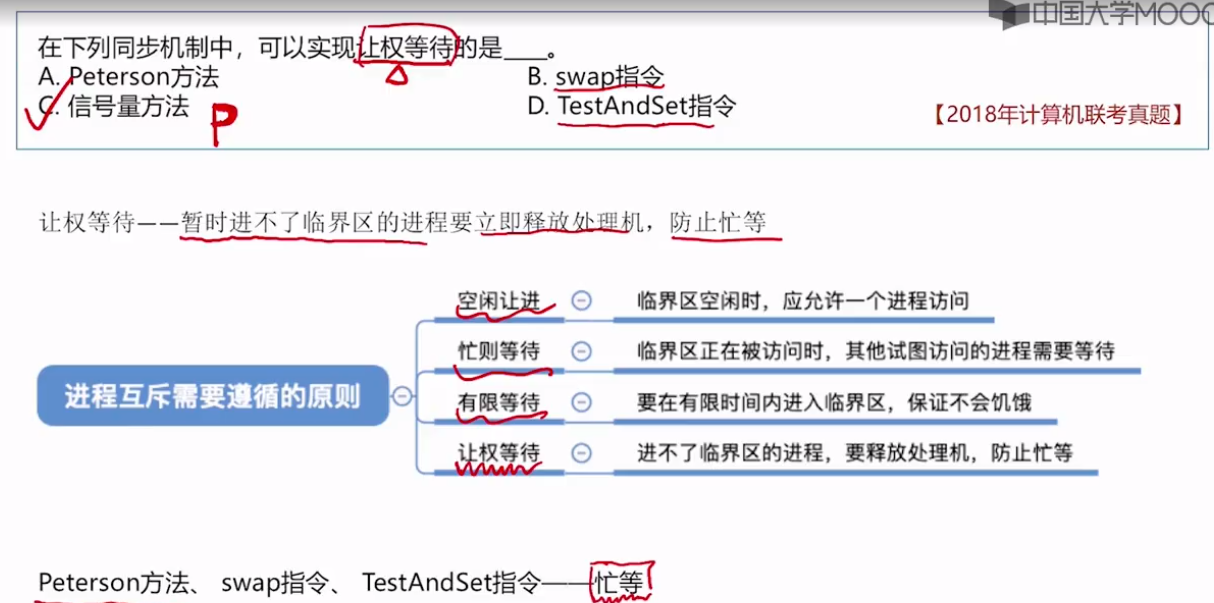 中国大学MOOC
在下列同步机制中，可以实现让权等待的是____。
A. Peterson方法 B. swap指令
C. 信号量方法 P D. TestAndSet指令
【2018年计算机联考真题】
让权等待——暂时进不了临界区的进程要立即释放处理机，防止忙等
进程互斥需要遵循的原则
空闲让进 临界区空闲时，应允许一个进程访问
忙则等待 临界区正在被访问时，其他试图访问的进程需要等待
有限等待 要在有限时间内进入临界区，保证不会饥饿
让权等待 进不了临界区的进程，要释放处理机，防止忙等
Peterson方法、 swap指令、 TestAndSet指令——忙等